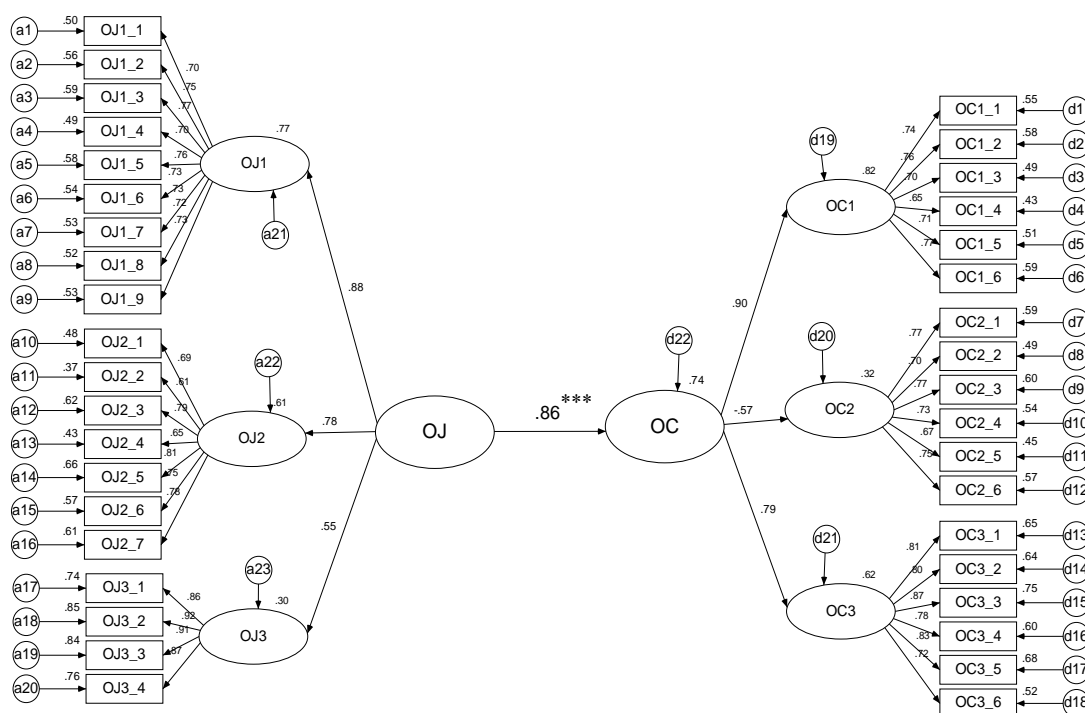 a1 .50 OJ1_1
a2 .56 OJ1_2
a3 .59 OJ1_3
a4 .49 OJ1_4
a5 .58 OJ1_5
a6 .54 OJ1_6
a7 .53 OJ1_7
a8 .52 OJ1_8
a9 .53 OJ1_9
.70
.75
.77
.70
.76
.73
.73
.72
.73
.77
OJ1
a21
.88
a10 .48 OJ2_1
a11 .37 OJ2_2
a12 .62 OJ2_3
a13 .43 OJ2_4
a14 .66 OJ2_5
a15 .57 OJ2_6
a16 .61 OJ2_7
.69
.61
.79
.65
.81
.75
.78
a22
.61
OJ2
.78
a17 .74 OJ3_1
a18 .85 OJ3_2
a19 .84 OJ3_3
a20 .76 OJ3_4
.86
.92
.91
.87
a23
.30
OJ3
.55
OJ
.86***
d22
.74
OC
.90
-.57
.79
d19
.82
OC1
.74
.76
.70
.65
.71
.77
OC1_1 .55 d1
OC1_2 .58 d2
OC1_3 .49 d3
OC1_4 .43 d4
OC1_5 .51 d5
OC1_6 .59 d6
d20
.32
OC2
.77
.70
.77
.73
.67
.75
OC2_1 .59 d7
OC2_2 .49 d8
OC2_3 .60 d9
OC2_4 .54 d10
OC2_5 .45 d11
OC2_6 .57 d12
d21
.62
OC3
.81
.80
.87
.78
.83
.72
OC3_1 .65 d13
OC3_2 .64 d14
OC3_3 .75 d15
OC3_4 .60 d16
OC3_5 .68 d17
OC3_6 .52 d18